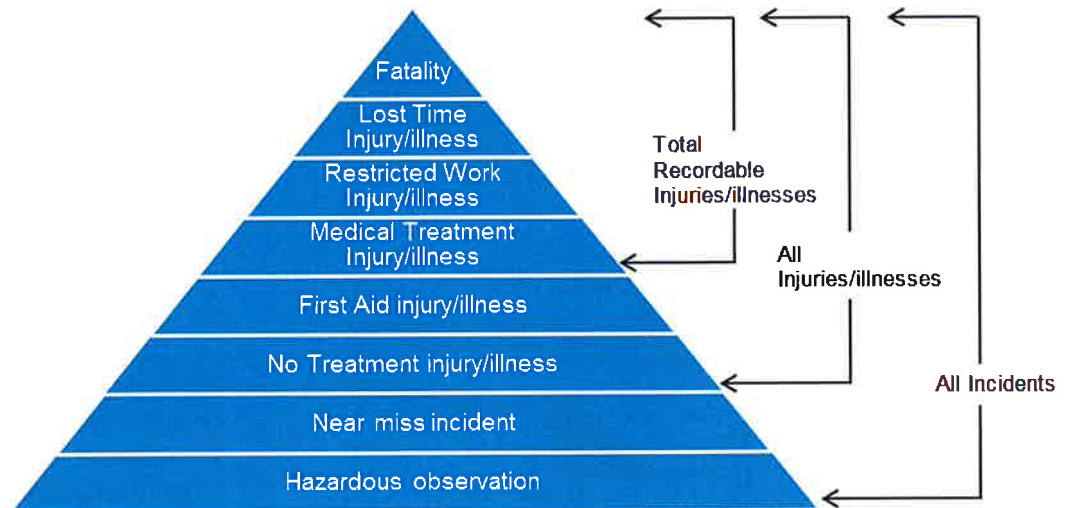 Fatality
Lost Time
Injury/illness
Restricted Work
Injury/illness
Medical Treatment
Injury/illness
First Aid injury/illness
No Treatment injury/illness
Near miss incident
Hazardous observation
Total
Recordable
Injuries/illnesses
All
Injuries/illnesses
All Incidents